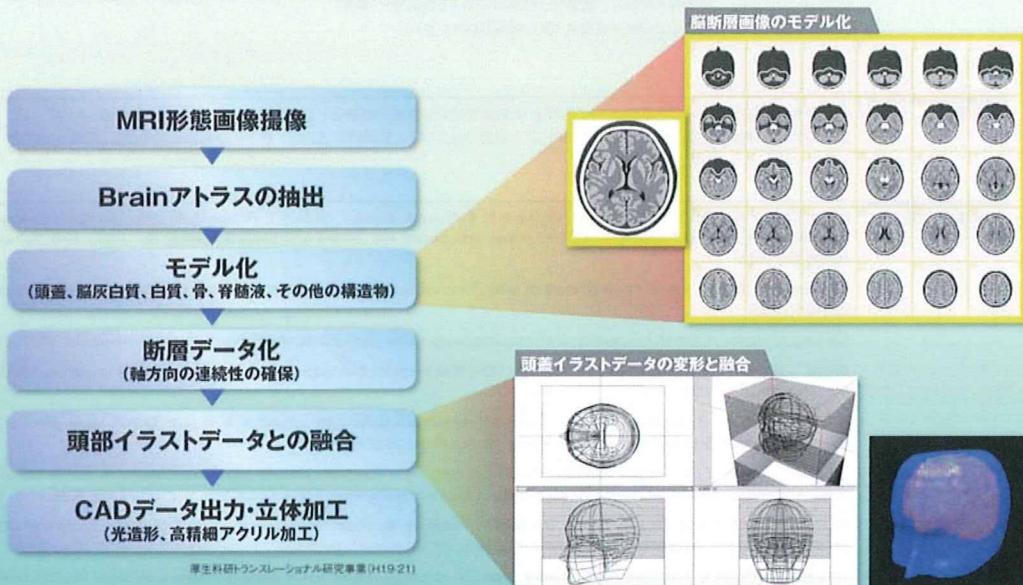 脳断層画像のモデル化
MRI形態画像撮像
Brainアトラスの抽出
モデル化
(頭蓋、脳灰白質、白質、骨、脊髄液、その他の構造物)
断層データ化
(軸方向の連続性の確保)
頭蓋イラストデータの変形と融合
頭部イラストデータとの融合
CADデータ出力・立体加工
(光造形、高精細アクリル加工)
厚生科研トランスレーショナル研究事業(H19-21)